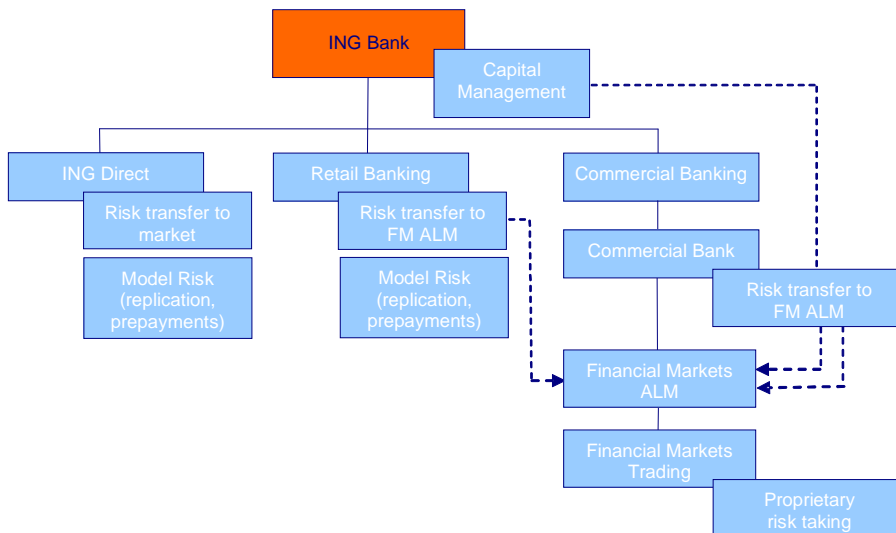 ING Bank
Capital
Management
ING Direct
Retail Banking
Commercial Banking
Risk transfer to
market
Risk transfer to
FM ALM
Commercial Bank
Model Risk
(replication,
prepayments)
Model Risk
(replication,
prepayments)
Risk transfer to
FM ALM
Financial Markets
ALM
Financial Markets
Trading
Proprietary
risk taking